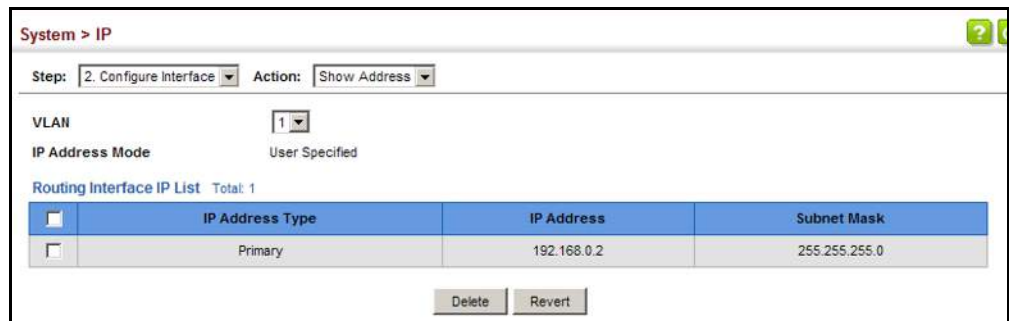 System > IP
?
Step: 2. Configure Interface Action: Show Address
VLAN 1
IP Address Mode User Specified
Routing Interface IP List Total: 1
IP Address Type IP Address Subnet Mask
Primary 192.168.0.2 255.255.255.0
Delete Revert